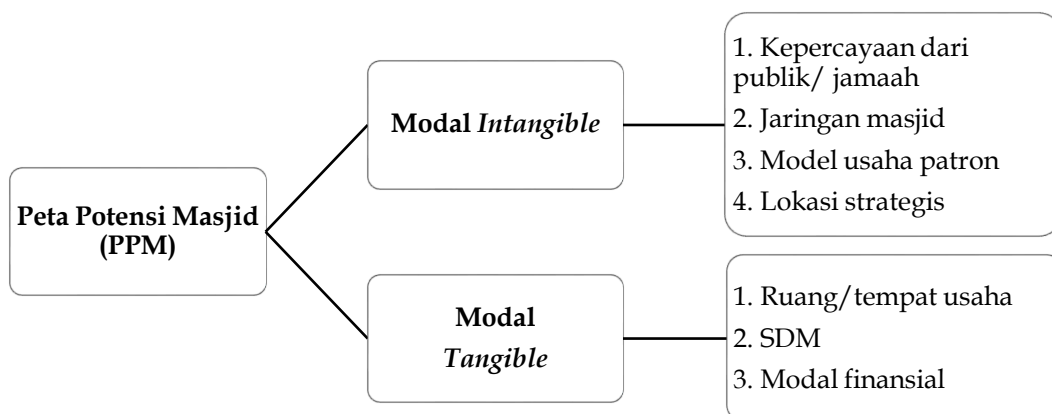 Peta Potensi Masjid
(PPM)
Modal Intangible
1. Kepercayaan dari
publik/ jamaah
2. Jaringan masjid
3. Model usaha patron
4. Lokasi strategis
Modal
Tangible
1. Ruang/tempat usaha
2. SDM
3. Modal finansial